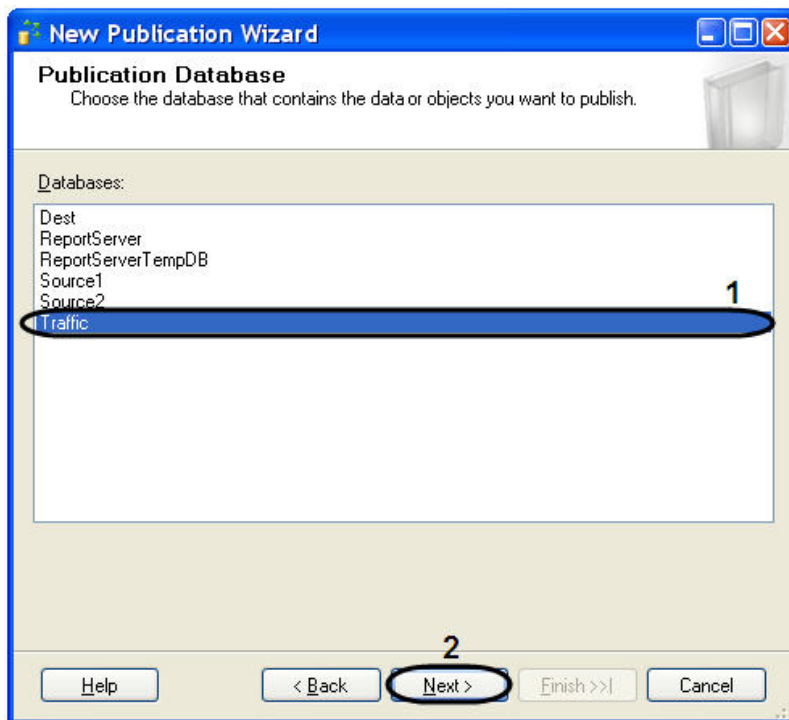 New Publication Wizard
Publication Database
Choose the database that contains the data or objects you want to publish.
Databases:
Dest
ReportServer
ReportServerTempDB
Source1
Source2
1
Traffic
2
Help
< Back
Next >
Finish >>|
Cancel